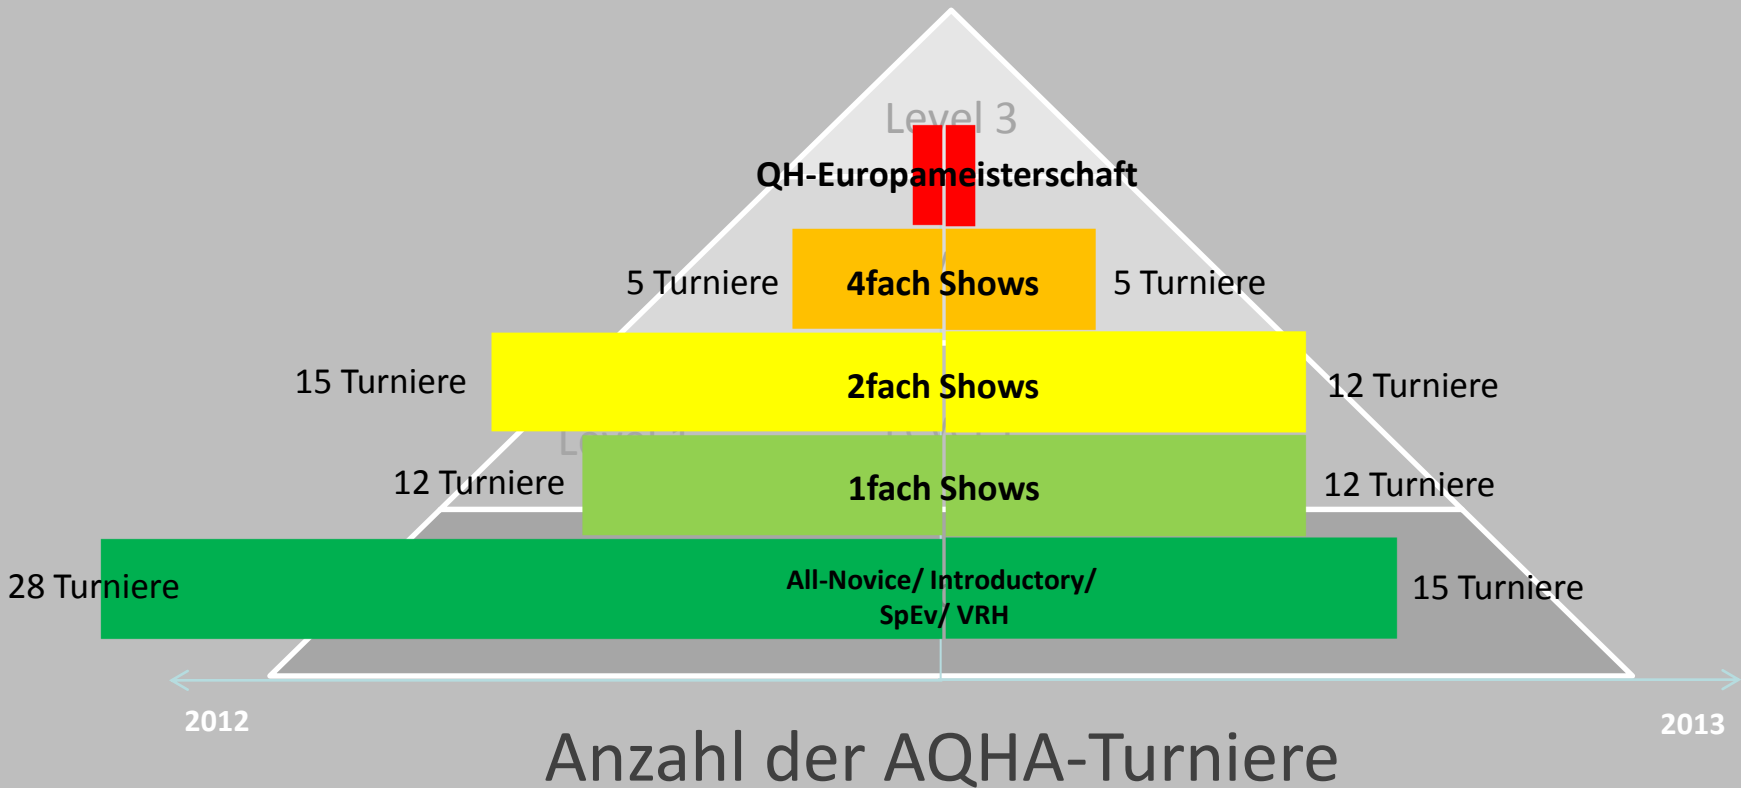 Level 3
QH-Europameisterschaft
5 Turniere
4fach Shows
5 Turniere
15 Turniere
2fach Shows
12 Turniere
12 Turniere
1fach Shows
12 Turniere
28 Turniere
All-Novice/ Introductory/
SpEv/ VRH
15 Turniere
2012
2013
Anzahl der AQHA-Turniere